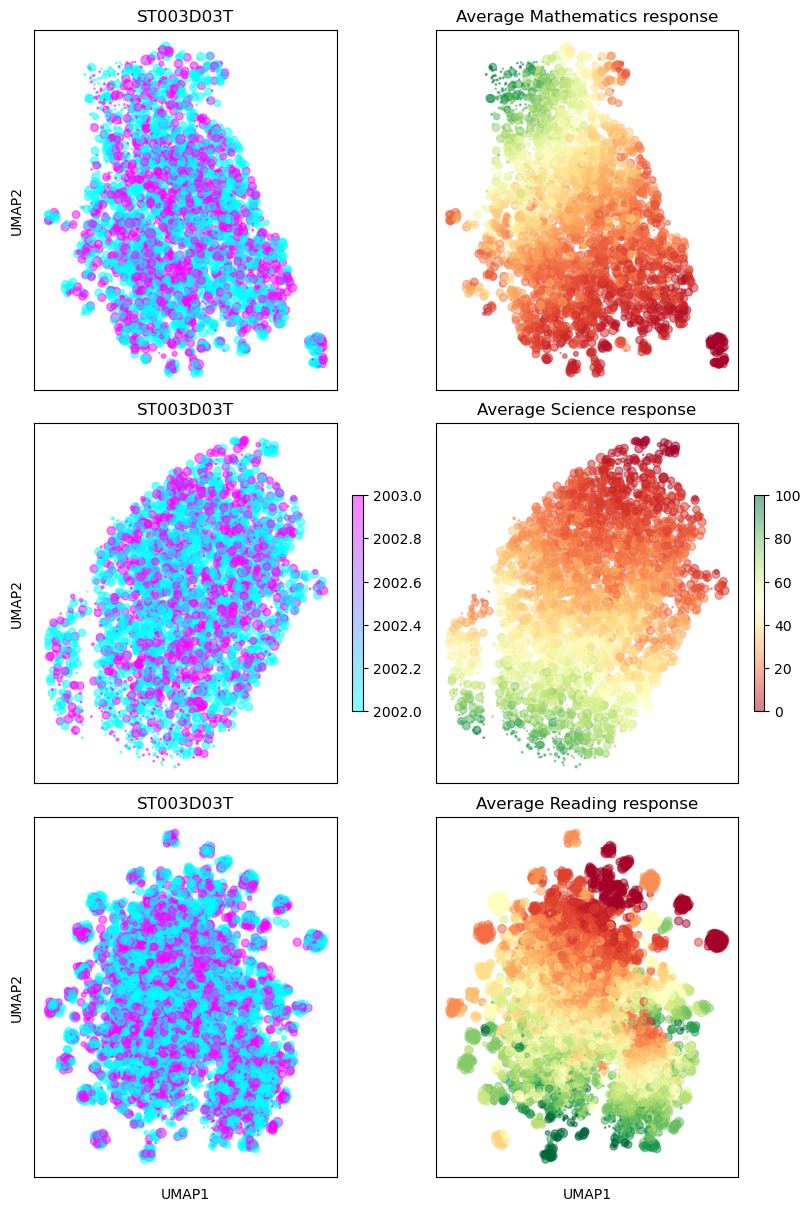 ST003D03T
Average Mathematics response
UMAP2
ST003D03T
Average Science response
UMAP2
2003.0
2002.8
2002.6
2002.4
2002.2
2002.0
100
80
60
40
20
0
ST003D03T
Average Reading response
UMAP2
UMAP1
UMAP1